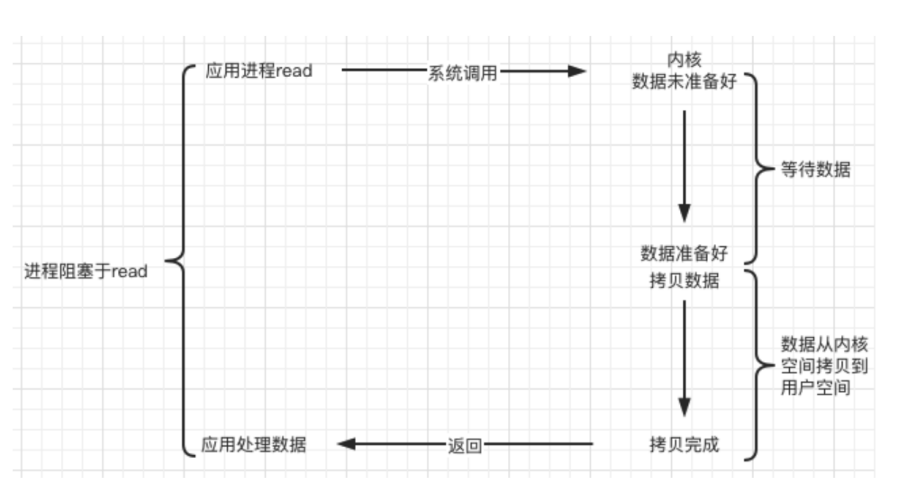 应用进程read
系统调用
内核
数据未准备好
等待数据
数据准备好
拷贝数据
进程阻塞于read
数据从内核
空间拷贝到
用户空间
应用处理数据
返回
拷贝完成